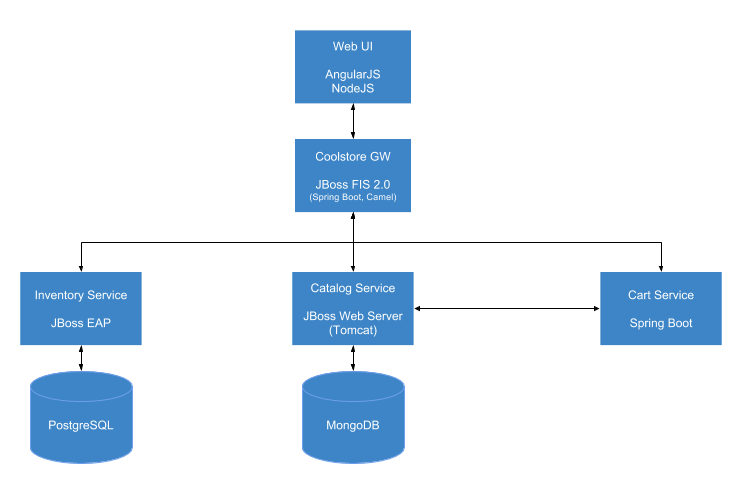 Web UI
AngularJS
NodeJS
Coolstore GW
JBoss FIS 2.0
(Spring Boot, Camel)
Inventory Service
JBoss EAP
Catalog Service
JBoss Web Server
(Tomcat)
Cart Service
Spring Boot
PostgreSQL
MongoDB